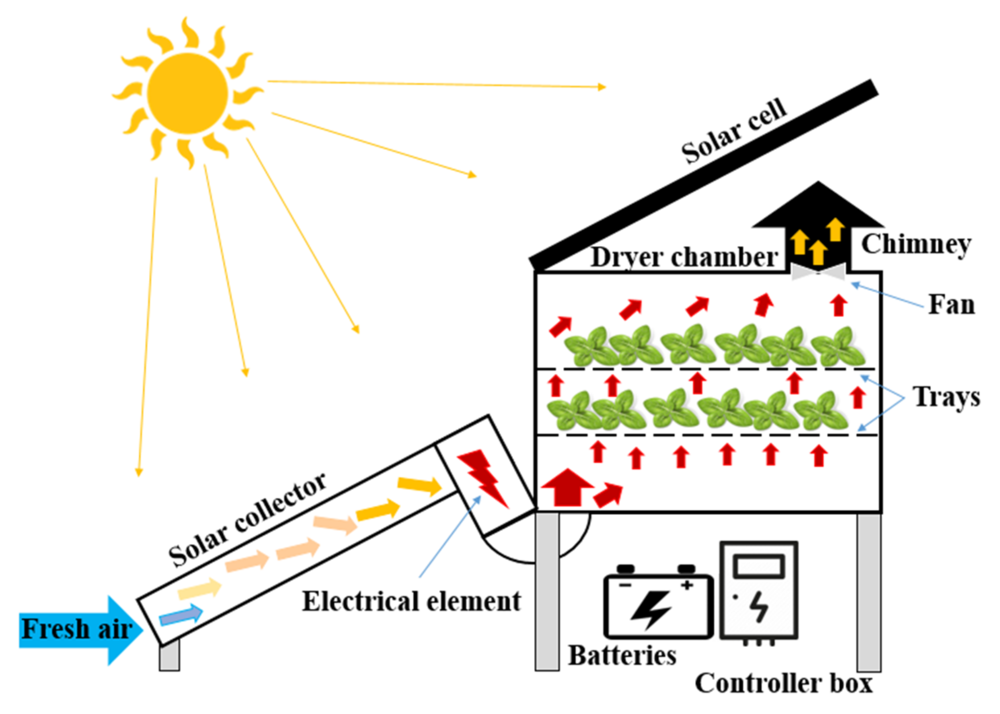 Solar cell
Dryer chamber
Chimney
Fan
Trays
Solar collector
Electrical element
Fresh air
Batteries
Controller box